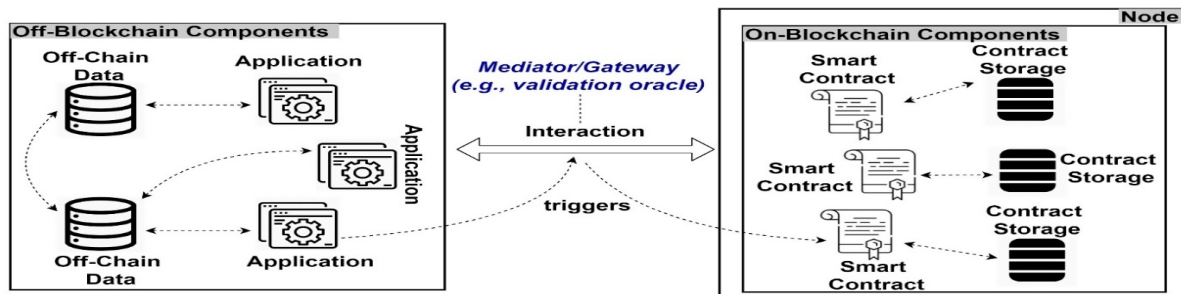 Off-Blockchain Components
Off-Chain
Data
Application
Application
Off-Chain
Data
Application
Mediator/Gateway
(e.g., validation oracle)
Interaction
triggers
Node
On-Blockchain Components
Smart
Contract
Contract
Storage
Smart
Contract
Contract
Storage
Contract
Storage
Smart
Contract